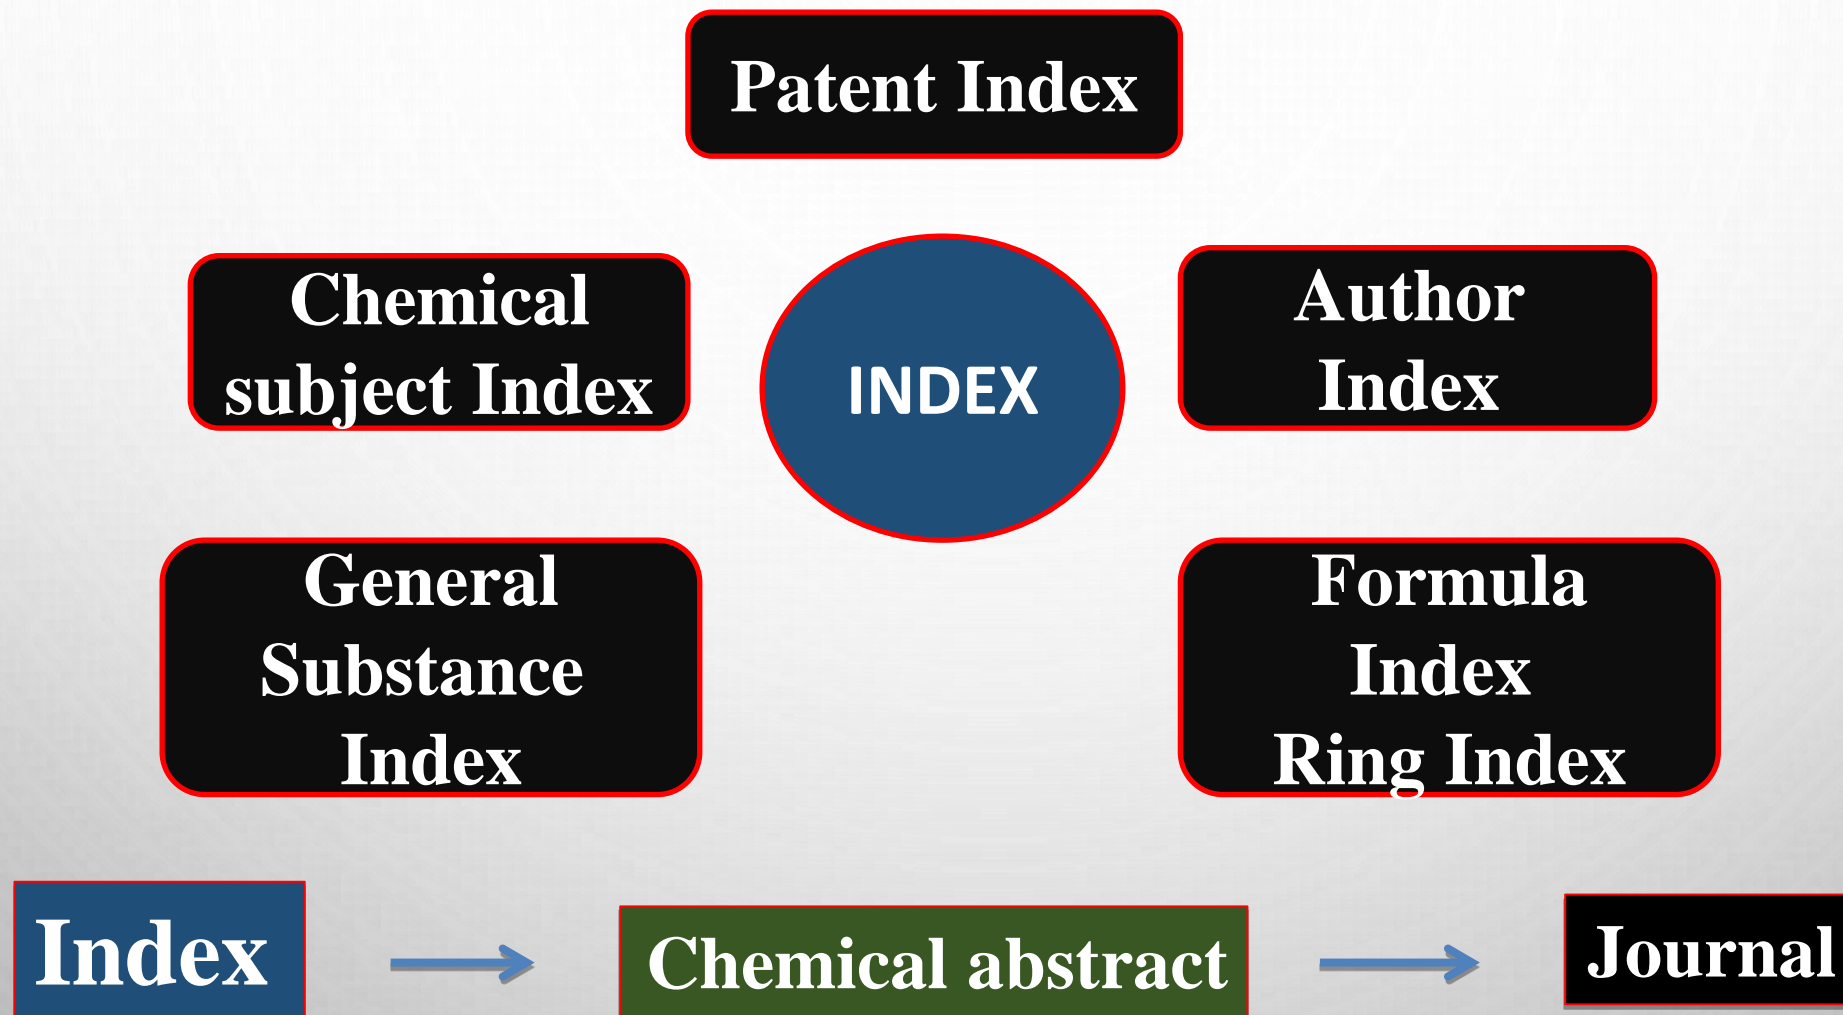 Patent Index
Chemical
subject Index
INDEX
Author
Index
General
Substance
Index
Formula
Index
Ring Index
Index
Chemical abstract
Journal